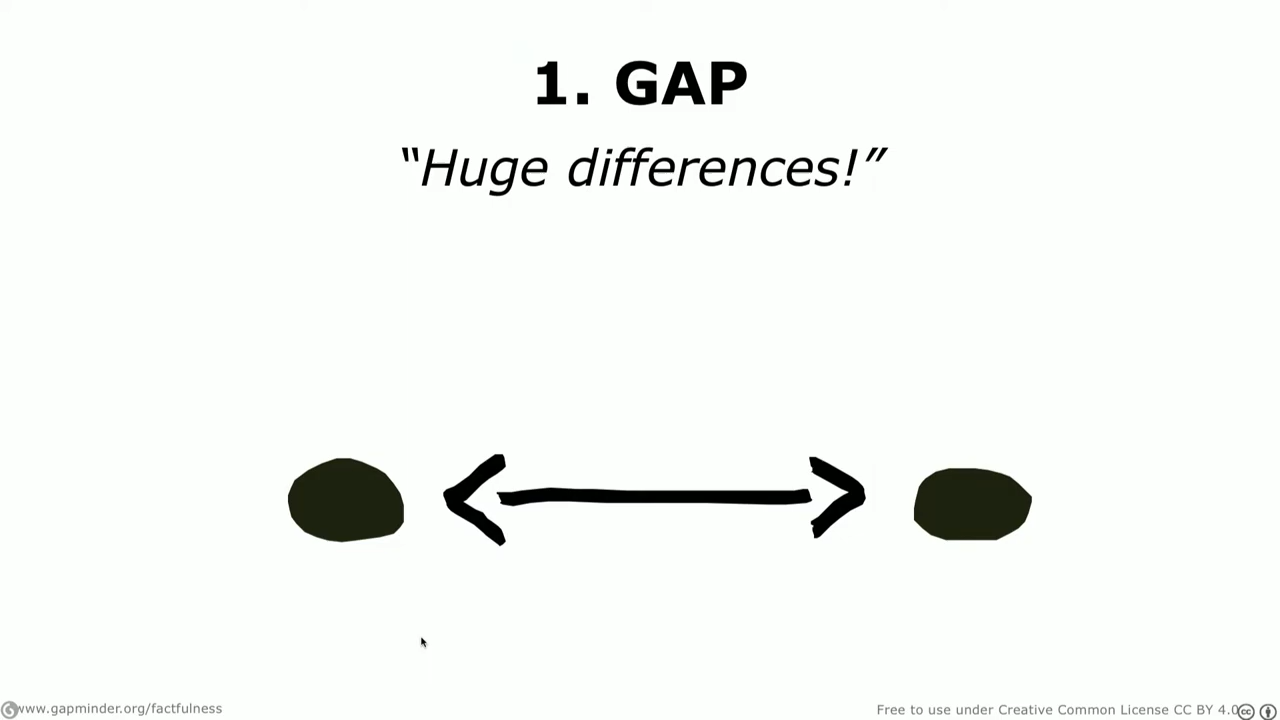 1. GAP
“Huge differences!”
www.gapminder.org/factfulness
Free to use under Creative Common License CC BY 4.0